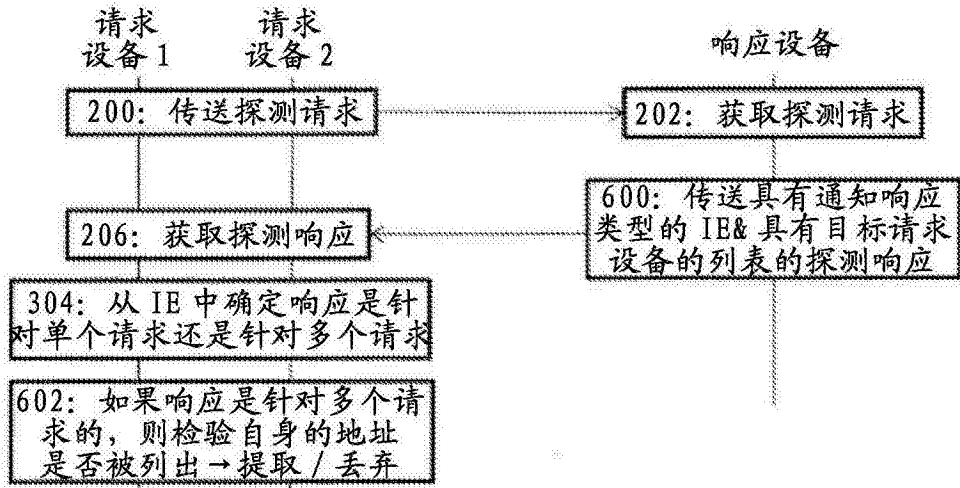 请求
设备 1
请求
设备 2
响应设备
200：传送探测请求
202：获取探测请求
600：传送具有通知响应
类型的 IE& 具有目标请求
设备的列表的探测响应
206：获取探测响应
304：从 IE 中确定响应是针
对单个请求还是针对多个请求
602：如果响应是针对多个请
求的，则检验自身的地址
是否被列出→提取 / 丢弃